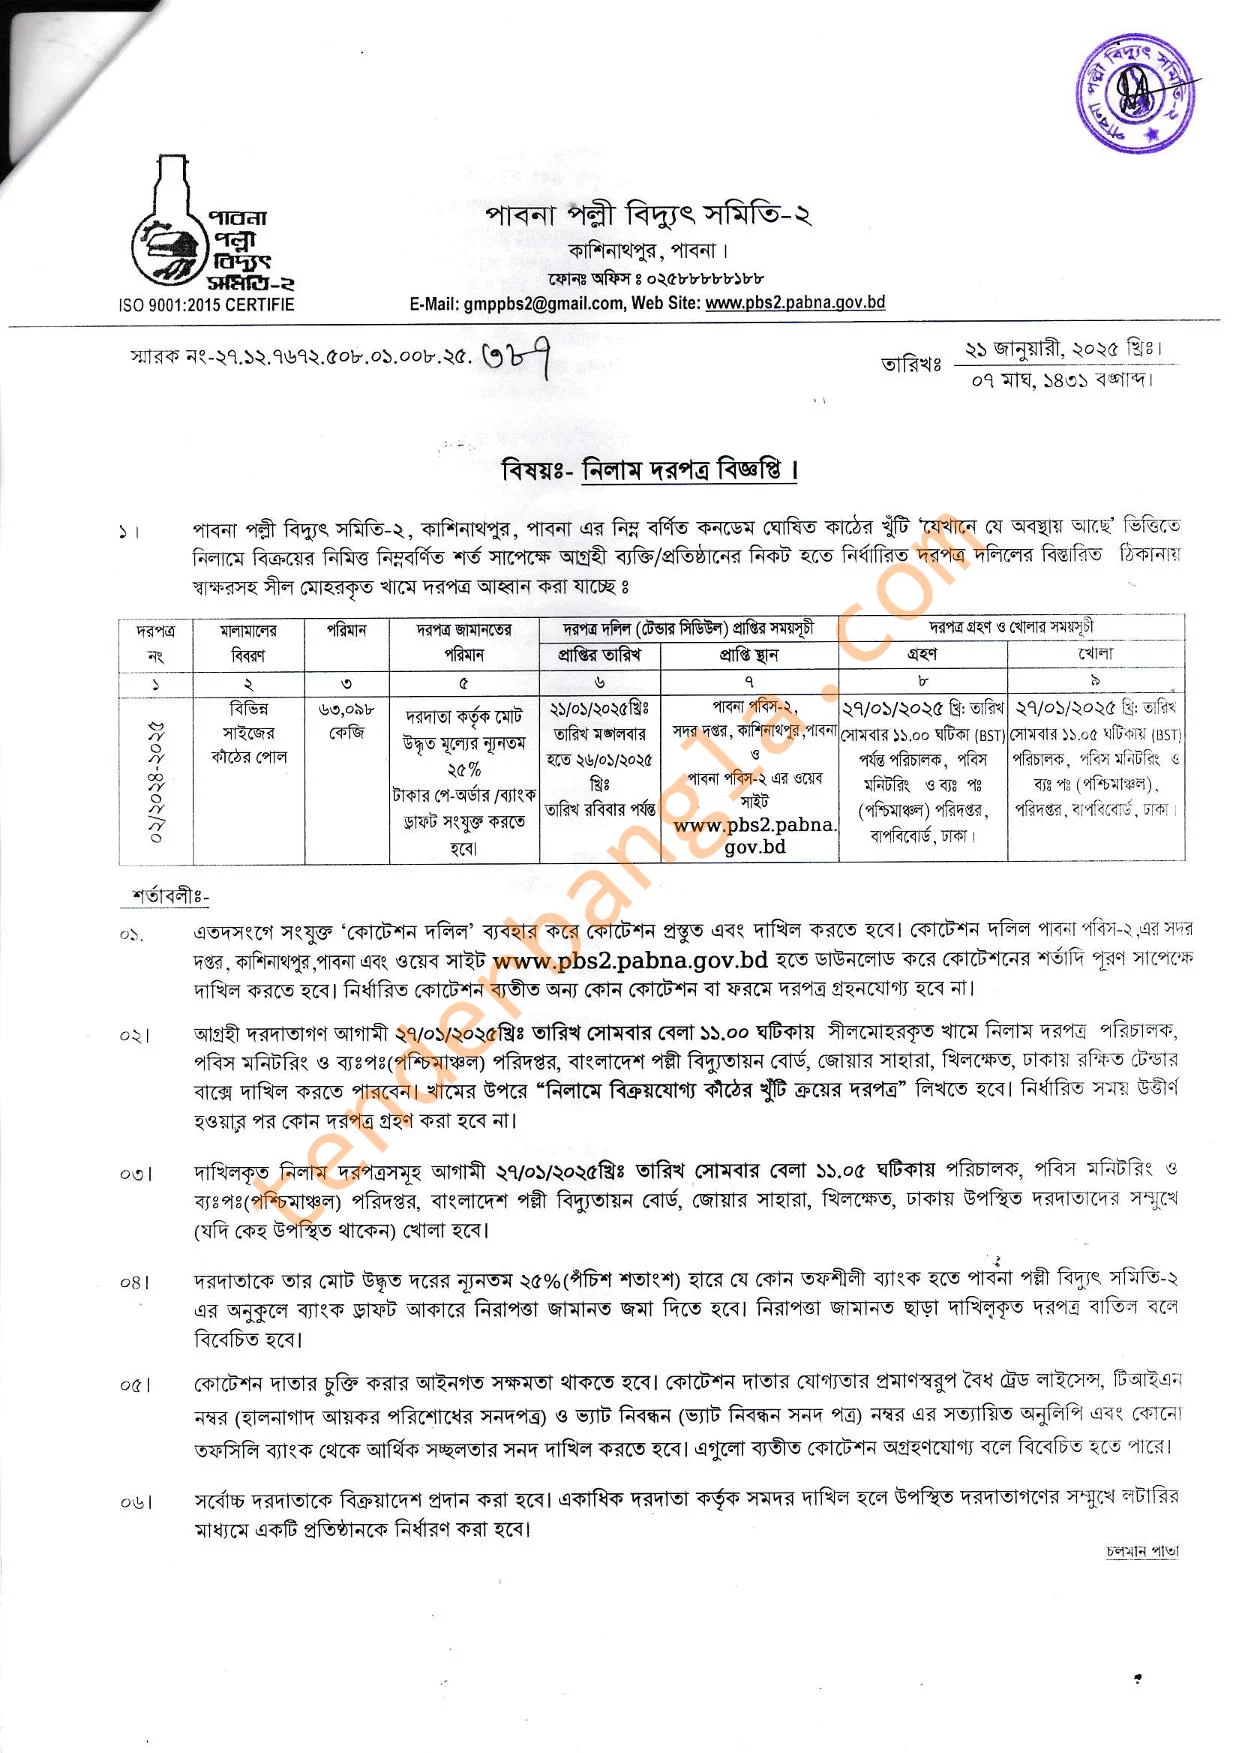 পাবনা পল্লী বিদ্যুৎ সমিতি-২
পাবনা
পল্লী
বিদ্যুৎ
সমিতি-২
ISO 9001:2015 CERTIFIE
পাবনা পল্লী বিদ্যুৎ সমিতি-২
কাশিনাথপুর, পাবনা।
ফোনঃ অফিস ঃ ০২৫৮৮৮৮৮১৮৮
E-Mail: gmppbs2@gmail.com, Web Site: www.pbs2.pabna.gov.bd
স্মারক নং-২৭.১২.৭৬৭২.৫০৮.০১.০০৮.২৫. ৩৮৭
তারিখঃ ২১ জানুয়ারী, ২০২৫ খ্রিঃ।
০৭ মাঘ, ১৪৩১ বঙ্গাব্দ।
বিষয়ঃ- নিলাম দরপত্র বিজ্ঞপ্তি।
১। পাবনা পল্লী বিদ্যুৎ সমিতি-২, কাশিনাথপুর, পাবনা এর নিম্ন বর্ণিত কনডেম ঘোষিত কাঠের খুঁটি ‘যেখানে যে অবস্থায় আছে’ ভিত্তিতে
নিলামে বিক্রয়ের নিমিত্ত নিম্নবর্ণিত শর্ত সাপেক্ষে আগ্রহী ব্যক্তি/প্রতিষ্ঠানের নিকট হতে নির্ধারিত দরপত্র দলিলের বিস্তারিত ঠিকানায়
স্বাক্ষরসহ সীল মোহরকৃত খামে দরপত্র আহ্বান করা যাচ্ছে ঃ
দরপত্র
নং
মালামালের
বিবরণ
পরিমান
দরপত্র জামানতের
পরিমান
দরপত্র দলিল (টেন্ডার সিডিউল) প্রাপ্তির সময়সূচী
প্রাপ্তির তারিখ
প্রাপ্তি স্থান
দরপত্র গ্রহণ ও খোলার সময়সূচী
গ্রহণ
খোলা
১ ২ ৩ ৫ ৬ ৭ ৮ ৯
০২/২০২৪-২০২৫
বিভিন্ন
সাইজের
কাঁঠের পোল
৬৩,০৯৮
কেজি
দরদাতা কর্তৃক মোট
উদ্ধৃত মূল্যের ন্যূনতম
২৫%
টাকার পে-অর্ডার /ব্যাংক
ড্রাফট সংযুক্ত করতে
হবে।
২১/০১/২০২৫খ্রিঃ
তারিখ মঙ্গলবার
হতে ২৬/০১/২০২৫
খ্রিঃ
তারিখ রবিবার পর্যন্ত
পাবনা পবিস-২,
সদর দপ্তর, কাশিনাথপুর,পাবনা
ও
পাবনা পবিস-২ এর ওয়েব
সাইট
www.pbs2.pabna.
gov.bd
২৭/০১/২০২৫ খ্রি: তারিখ
সোমবার ১১.০০ ঘটিকা (BST)
পর্যন্ত পরিচালক, পবিস
মনিটরিং ও ব্যঃ পঃ
(পশ্চিমাঞ্চল) পরিদপ্তর,
বাপবিবোর্ড, ঢাকা।
২৭/০১/২০২৫ খ্রি: তারিখ
সোমবার ১১.০৫ ঘটিকায় (BST)
পরিচালক, পবিস মনিটরিং ও
ব্যঃ পঃ (পশ্চিমাঞ্চল),
পরিদপ্তর, বাপবিবোর্ড, ঢাকা।
শর্তাবলীঃ-
০১. এতদসংগে সংযুক্ত ‘কোটেশন দলিল’ ব্যবহার করে কোটেশন প্রস্তুত এবং দাখিল করতে হবে। কোটেশন দলিল পাবনা পবিস-২,এর সদর
দপ্তর, কাশিনাথপুর,পাবনা এবং ওয়েব সাইট www.pbs2.pabna.gov.bd হতে ডাউনলোড করে কোটেশনের শর্তাদি পূরণ সাপেক্ষে
দাখিল করতে হবে। নির্ধারিত কোটেশন ব্যতীত অন্য কোন কোটেশন বা ফরমে দরপত্র গ্রহনযোগ্য হবে না।
০২। আগ্রহী দরদাতাগণ আগামী ২৭/০১/২০২৫খ্রিঃ তারিখ সোমবার বেলা ১১.০০ ঘটিকায় সীলমোহরকৃত খামে নিলাম দরপত্র পরিচালক,
পবিস মনিটরিং ও ব্যঃপঃ(পশ্চিমাঞ্চল) পরিদপ্তর, বাংলাদেশ পল্লী বিদ্যুতায়ন বোর্ড, জোয়ার সাহারা, খিলক্ষেত, ঢাকায় রক্ষিত টেন্ডার
বাক্সে দাখিল করতে পারবেন। খামের উপরে “নিলামে বিক্রয়যোগ্য কাঁঠের খুঁটি ক্রয়ের দরপত্র” লিখতে হবে। নির্ধারিত সময় উত্তীর্ণ
হওয়ার পর কোন দরপত্র গ্রহণ করা হবে না।
০৩। দাখিলকৃত নিলাম দরপত্রসমূহ আগামী ২৭/০১/২০২৫খ্রিঃ তারিখ সোমবার বেলা ১১.০৫ ঘটিকায় পরিচালক, পবিস মনিটরিং ও
ব্যঃপঃ(পশ্চিমাঞ্চল) পরিদপ্তর, বাংলাদেশ পল্লী বিদ্যুতায়ন বোর্ড, জোয়ার সাহারা, খিলক্ষেত, ঢাকায় উপস্থিত দরদাতাদের সম্মুখে
(যদি কেহ উপস্থিত থাকেন) খোলা হবে।
০৪। দরদাতাকে তার মোট উদ্ধৃত দরের ন্যূনতম ২৫%(পঁচিশ শতাংশ) হারে যে কোন তফশীলী ব্যাংক হতে পাবনা পল্লী বিদ্যুৎ সমিতি-২
এর অনুকুলে ব্যাংক ড্রাফট আকারে নিরাপত্তা জামানত জমা দিতে হবে। নিরাপত্তা জামানত ছাড়া দাখিলকৃত দরপত্র বাতিল বলে
বিবেচিত হবে।
০৫। কোটেশন দাতার চুক্তি করার আইনগত সক্ষমতা থাকতে হবে। কোটেশন দাতার যোগ্যতার প্রমাণস্বরুপ বৈধ ট্রেড লাইসেন্স, টিআইএন
নম্বর (হালনাগাদ আয়কর পরিশোধের সনদপত্র) ও ভ্যাট নিবন্ধন (ভ্যাট নিবন্ধন সনদ পত্র) নম্বর এর সত্যায়িত অনুলিপি এবং কোনো
তফসিলি ব্যাংক থেকে আর্থিক সচ্ছলতার সনদ দাখিল করতে হবে। এগুলো ব্যতীত কোটেশন অগ্রহণযোগ্য বলে বিবেচিত হতে পারে।
০৬। সর্বোচ্চ দরদাতাকে বিক্রয়াদেশ প্রদান করা হবে। একাধিক দরদাতা কর্তৃক সমদর দাখিল হলে উপস্থিত দরদাতাগণের সম্মুখে লটারির
মাধ্যমে একটি প্রতিষ্ঠানকে নির্ধারণ করা হবে।
চলমান পাতা
tenderbangla.com